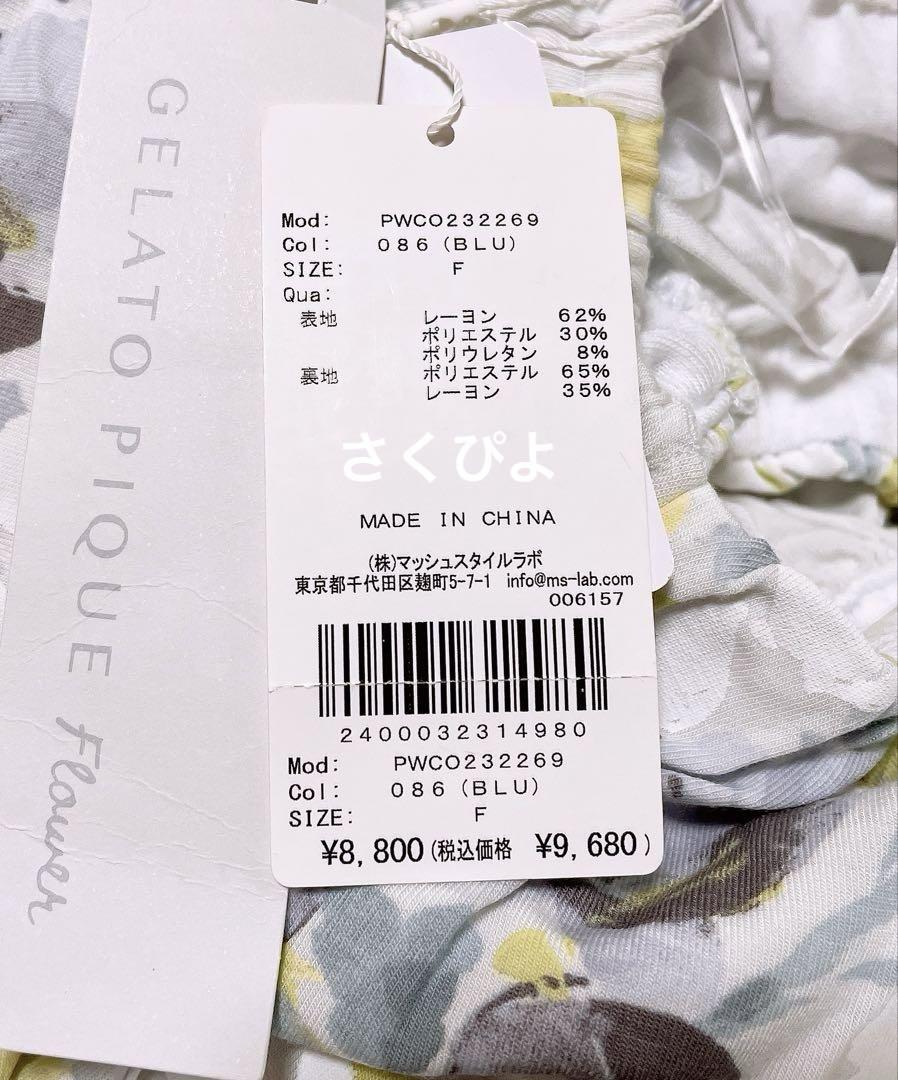 GELATO PIQUE Flower
Mod: PWCO232269
Col: 086 (BLU)
SIZE: F
Qua:
表地 レーヨン 62%
ポリエステル 30%
ポリウレタン 8%
裏地 ポリエステル 65%
レーヨン 35%
さくぴよ
MADE IN CHINA
(株)マッシュスタイルラボ
東京都千代田区麹町5-7-1 info@ms-lab.com
006157
2400032314980
Mod: PWCO232269
Col: 086 (BLU)
SIZE: F
¥8,800 (税込価格 ¥9,680)